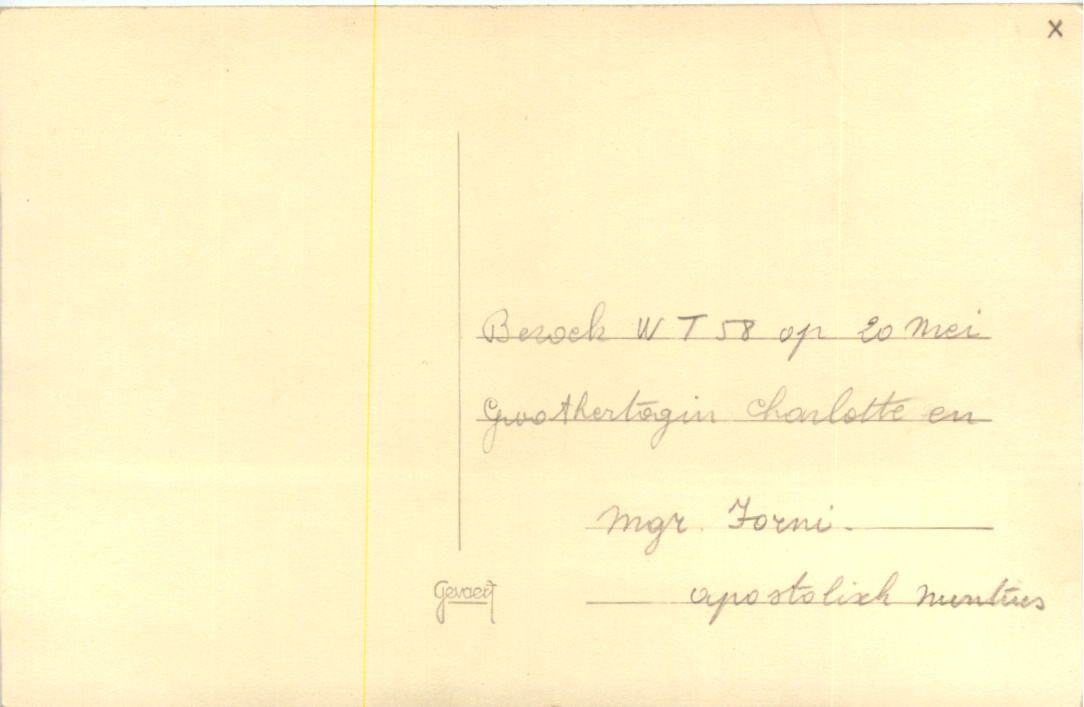 x
Bezoek W T 58 op 20 Mei
Groothertogin Charlotte en
Mgr. Forni.
apostolisch nuntius
Gevaert